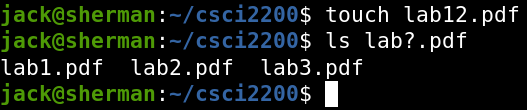 jack@sherman:~/csci2200$ touch lab12.pdf
jack@sherman:~/csci2200$ ls lab?.pdf
lab1.pdf  lab2.pdf  lab3.pdf
jack@sherman:~/csci2200$